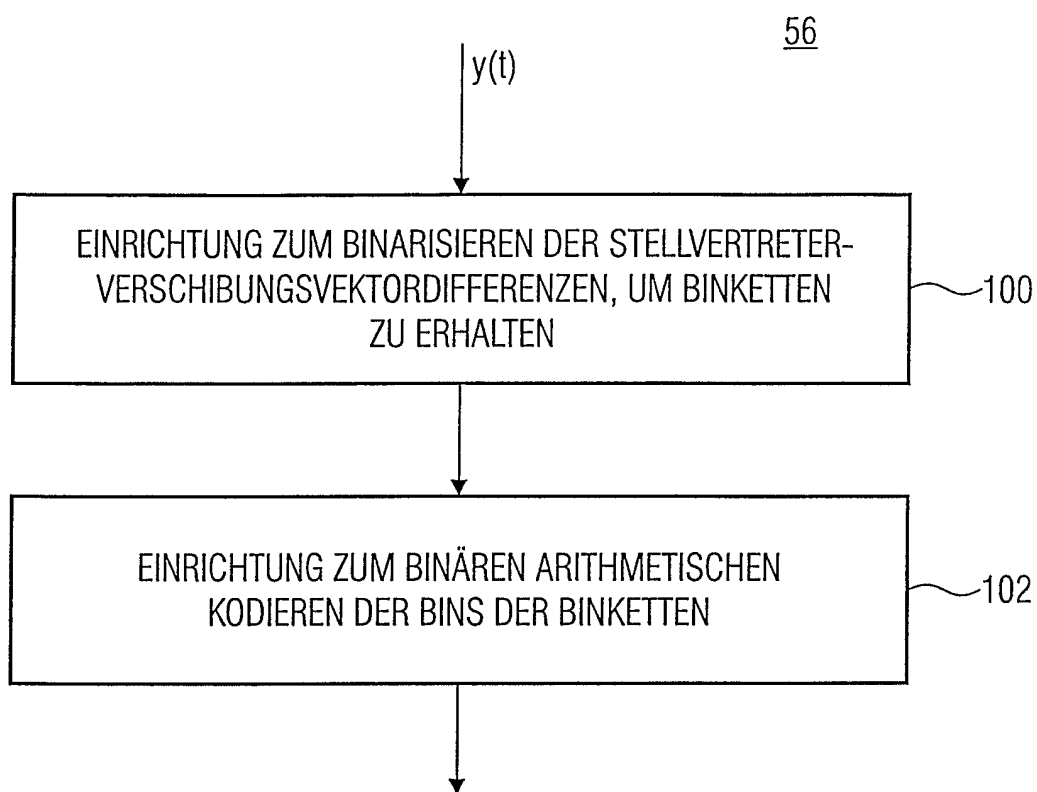 56
y(t)
EINRICHTUNG ZUM BINARISIEREN DER STELLVERTRETER-
VERSCHIBUNGSVEKTORDIFFERENZEN, UM BINKETTEN
ZU ERHALTEN
100
EINRICHTUNG ZUM BINÄREN ARITHMETISCHEN
KODIEREN DER BINS DER BINKETTEN
102